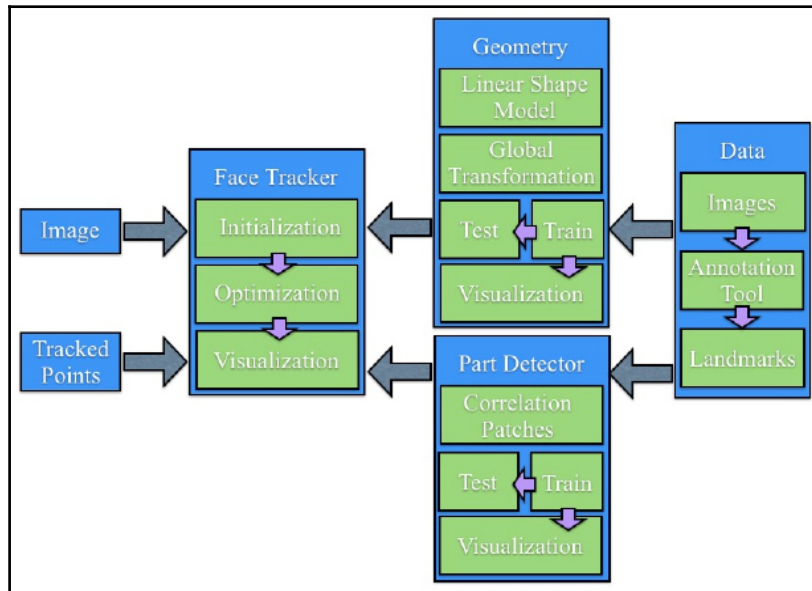 Image
Tracked
Points
Face Tracker
Initialization
Optimization
Visualization
Geometry
Linear Shape
Model
Global
Transformation
Test
Train
Visualization
Part Detector
Correlation
Patches
Test
Train
Visualization
Data
Images
Annotation
Tool
Landmarks